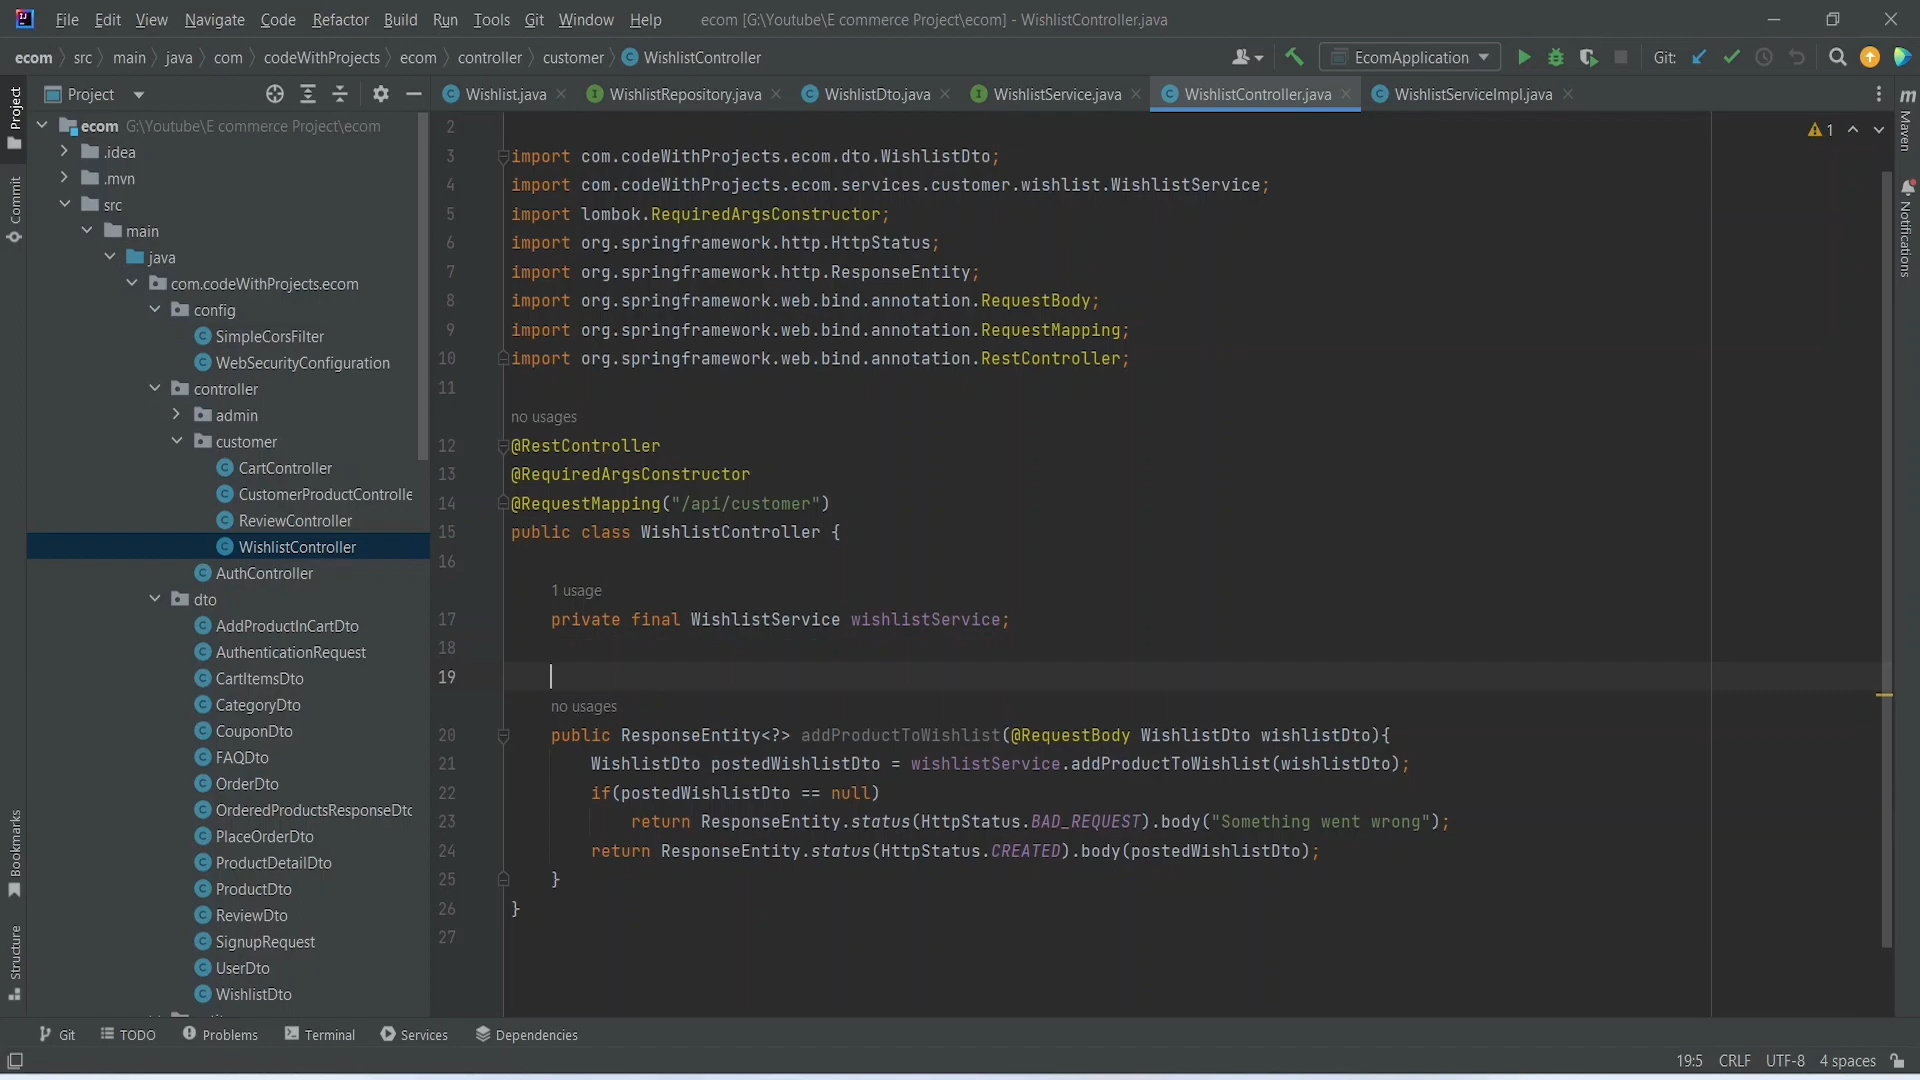 File Edit View Navigate Code Refactor Build Run Tools Git Window Help ecom [G:\Youtube\E commerce Project\ecom] - WishlistController.java
ecom src main java com codeWithProjects ecom controller customer WishlistController EcomApplication Git:
Project Wishlist.java WishlistRepository.java WishlistDto.java WishlistService.java WishlistController.java WishlistServiceImpl.java
Project
Commit
Bookmarks
Structure
ecom G:\Youtube\E commerce Project\ecom
.idea
.mvn
src
main
java
com.codeWithProjects.ecom
config
SimpleCorsFilter
WebSecurityConfiguration
controller
admin
customer
CartController
CustomerProductControlle
ReviewController
WishlistController
AuthController
dto
AddProductInCartDto
AuthenticationRequest
CartItemsDto
CategoryDto
CouponDto
FAQDto
OrderDto
OrderedProductsResponseDto
PlaceOrderDto
ProductDetailDto
ProductDto
ReviewDto
SignupRequest
UserDto
WishlistDto
2
3 import com.codeWithProjects.ecom.dto.WishlistDto;
4 import com.codeWithProjects.ecom.services.customer.wishlist.WishlistService;
5 import lombok.RequiredArgsConstructor;
6 import org.springframework.http.HttpStatus;
7 import org.springframework.http.ResponseEntity;
8 import org.springframework.web.bind.annotation.RequestBody;
9 import org.springframework.web.bind.annotation.RequestMapping;
10 import org.springframework.web.bind.annotation.RestController;
11
no usages
12 @RestController
13 @RequiredArgsConstructor
14 @RequestMapping("/api/customer")
15 public class WishlistController {
16
1 usage
17 private final WishlistService wishlistService;
18
19
no usages
20 public ResponseEntity<?> addProductToWishlist(@RequestBody WishlistDto wishlistDto){
21 WishlistDto postedWishlistDto = wishlistService.addProductToWishlist(wishlistDto);
22 if(postedWishlistDto == null)
23 return ResponseEntity.status(HttpStatus.BAD_REQUEST).body("Something went wrong");
24 return ResponseEntity.status(HttpStatus.CREATED).body(postedWishlistDto);
25 }
26 }
27
1
m
Maven
Notifications
Git TODO Problems Terminal Services Dependencies
19:5 CRLF UTF-8 4 spaces